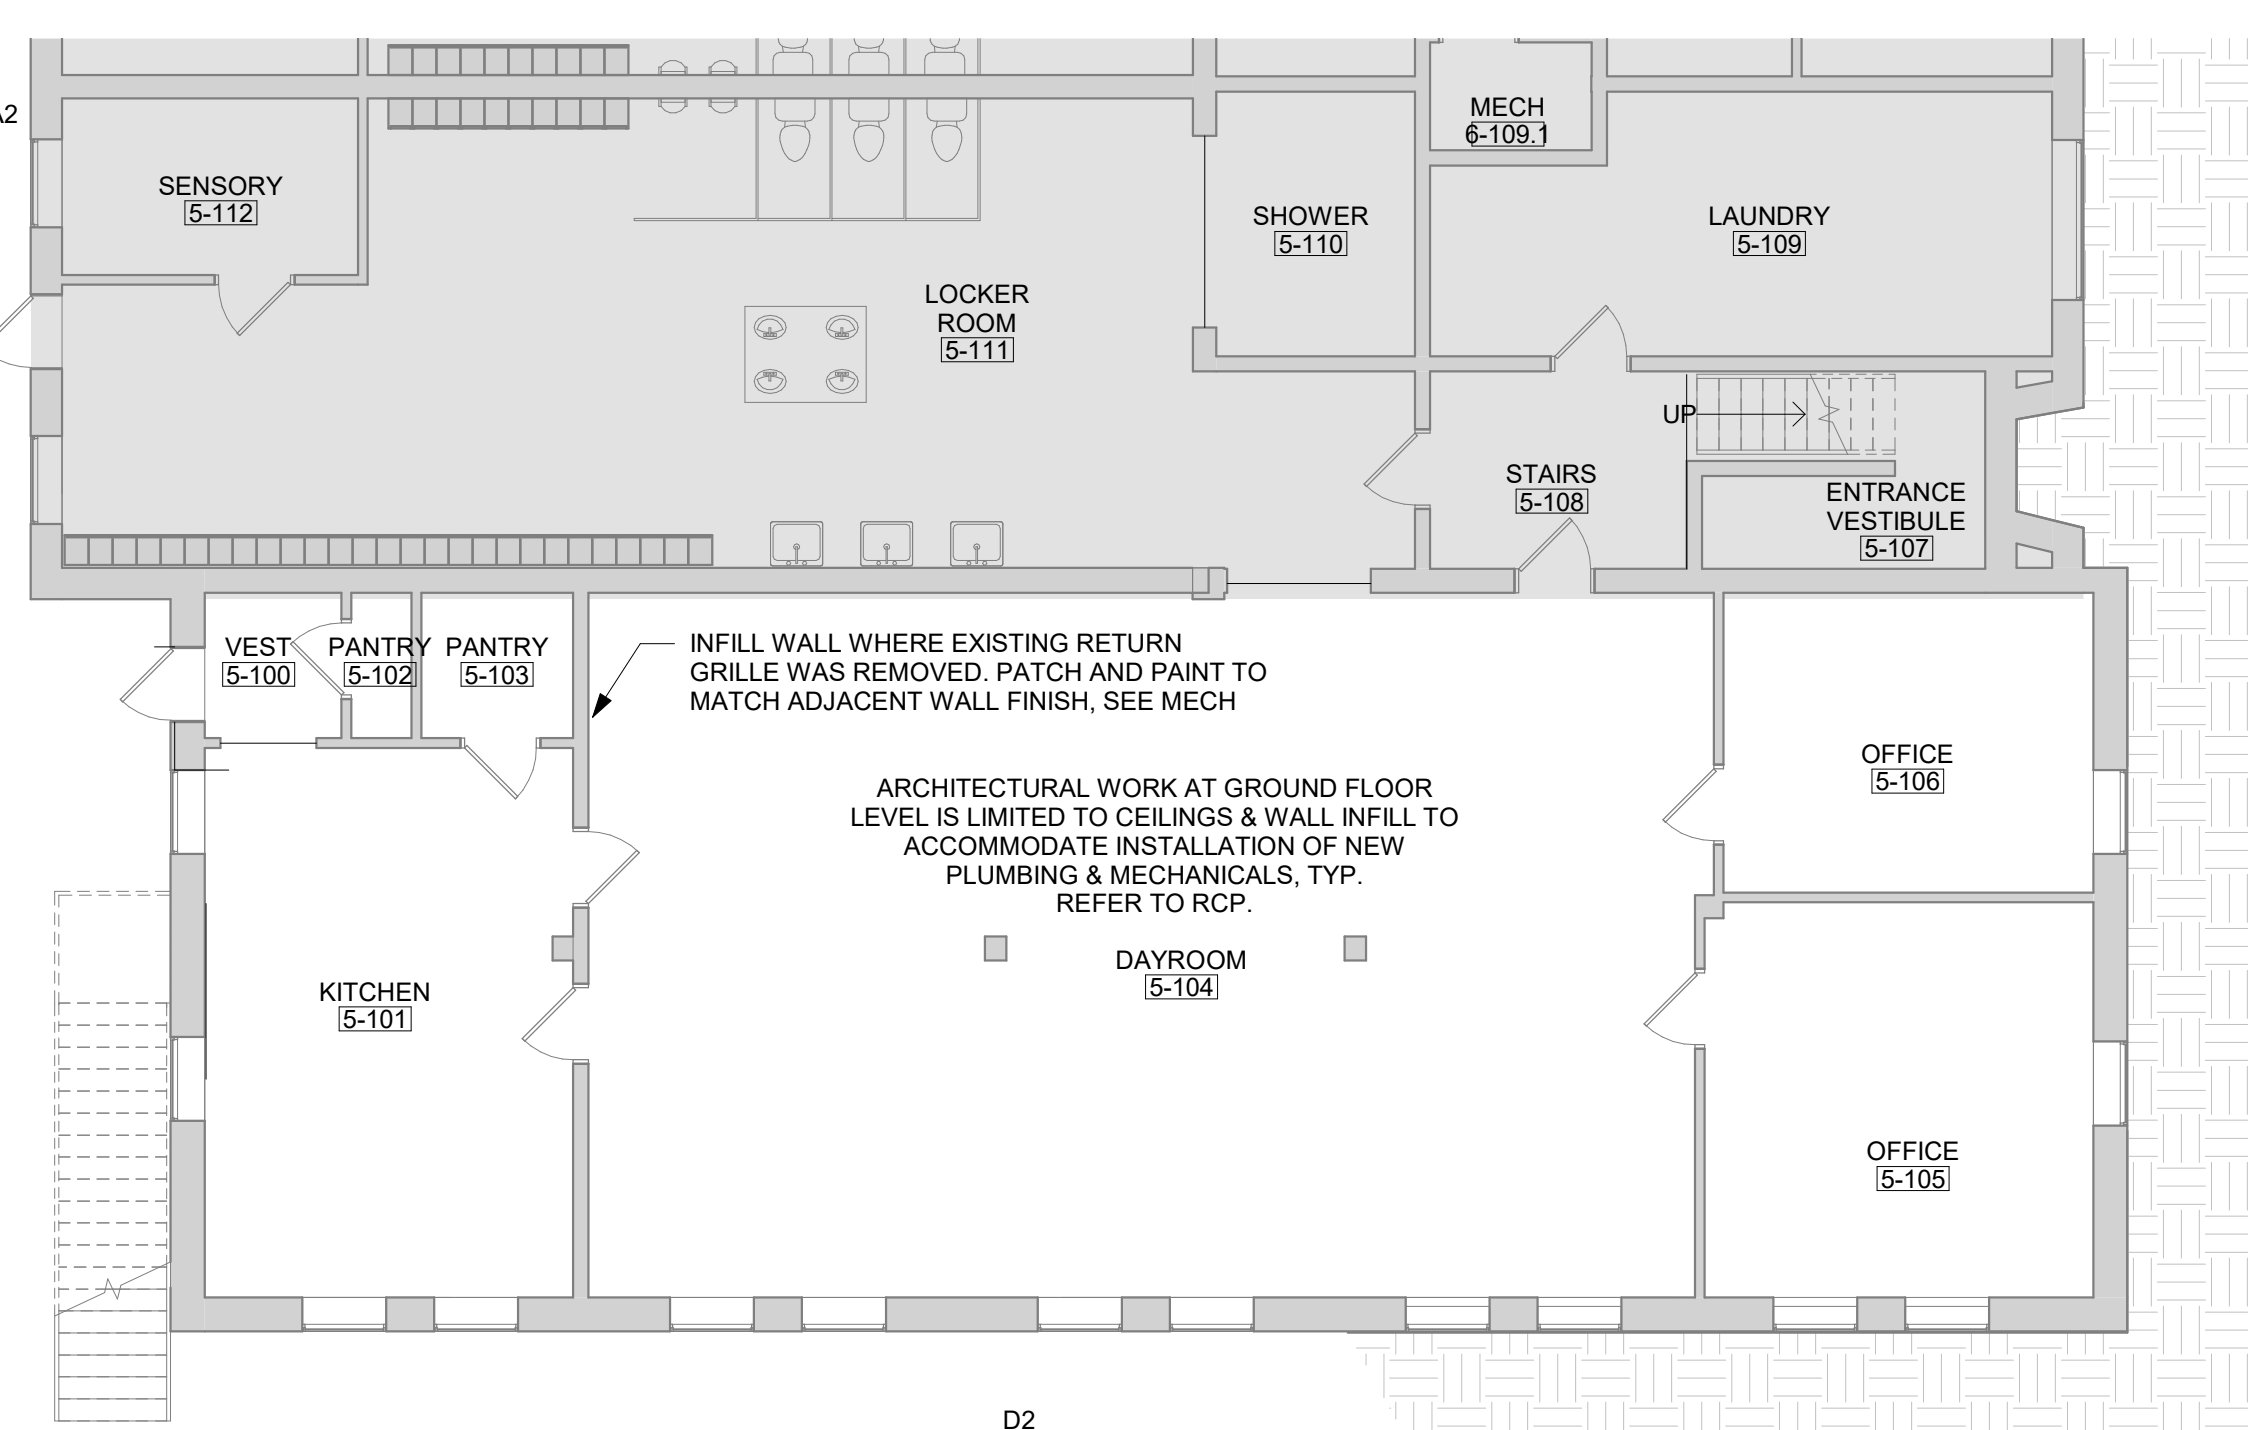 MECH
6-109.1
SENSORY
5-112
SHOWER
5-110
LAUNDRY
5-109
LOCKER
ROOM
5-111
UP
STAIRS
5-108
ENTRANCE
VESTIBULE
5-107
VEST
5-100
PANTRY
5-102
PANTRY
5-103
INFILL WALL WHERE EXISTING RETURN
GRILLE WAS REMOVED. PATCH AND PAINT TO
MATCH ADJACENT WALL FINISH, SEE MECH
OFFICE
5-106
ARCHITECTURAL WORK AT GROUND FLOOR
LEVEL IS LIMITED TO CEILINGS & WALL INFILL TO
ACCOMMODATE INSTALLATION OF NEW
PLUMBING & MECHANICALS, TYP.
REFER TO RCP.
DAYROOM
5-104
KITCHEN
5-101
OFFICE
5-105
D2